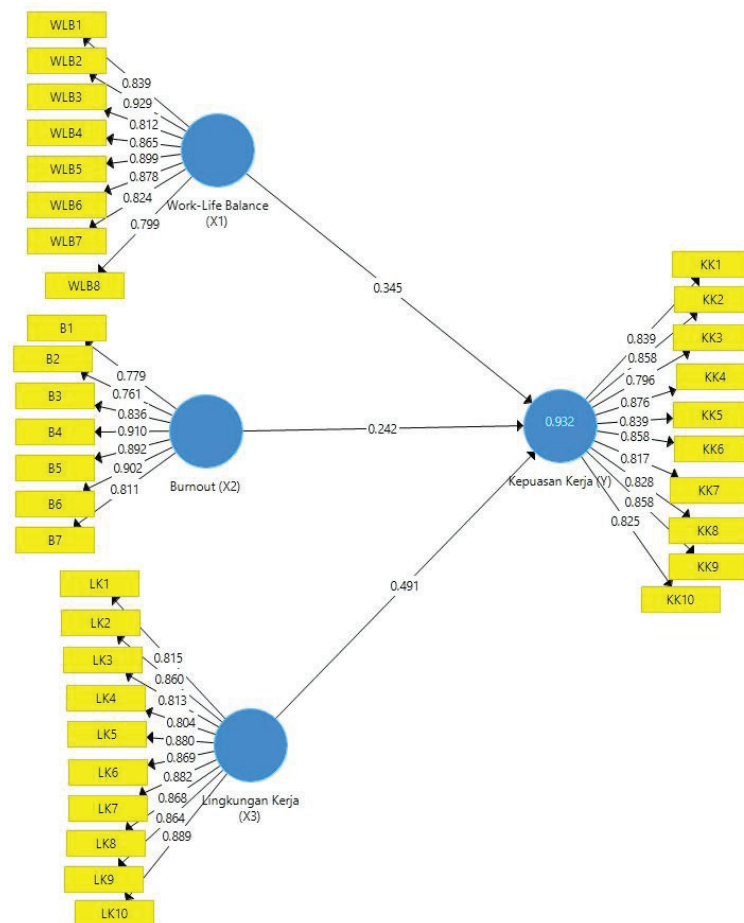 WLB1
WLB2
WLB3
WLB4
WLB5
WLB6
WLB7
WLB8
0.839
0.929
0.812
0.865
0.899
0.878
0.824
0.799
Work-Life Balance
(X1)
0.345
B1
B2
B3
B4
B5
B6
B7
0.779
0.761
0.836
0.910
0.892
0.902
0.811
Burnout (X2)
0.242
LK1
LK2
LK3
LK4
LK5
LK6
LK7
LK8
LK9
LK10
0.815
0.860
0.813
0.804
0.880
0.869
0.882
0.868
0.864
0.889
Lingkungan Kerja
(X3)
0.491
0.932
Kepuasan Kerja (Y)
0.839
0.858
0.796
0.876
0.839
0.858
0.817
0.828
0.858
0.825
KK1
KK2
KK3
KK4
KK5
KK6
KK7
KK8
KK9
KK10